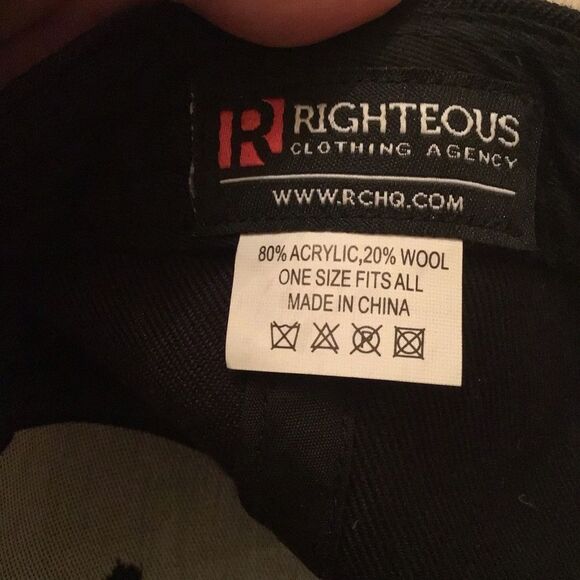 R RIGHTEOUS
CLOTHING AGENCY
WWW.RCHQ.COM
80% ACRYLIC,20% WOOL
ONE SIZE FITS ALL
MADE IN CHINA